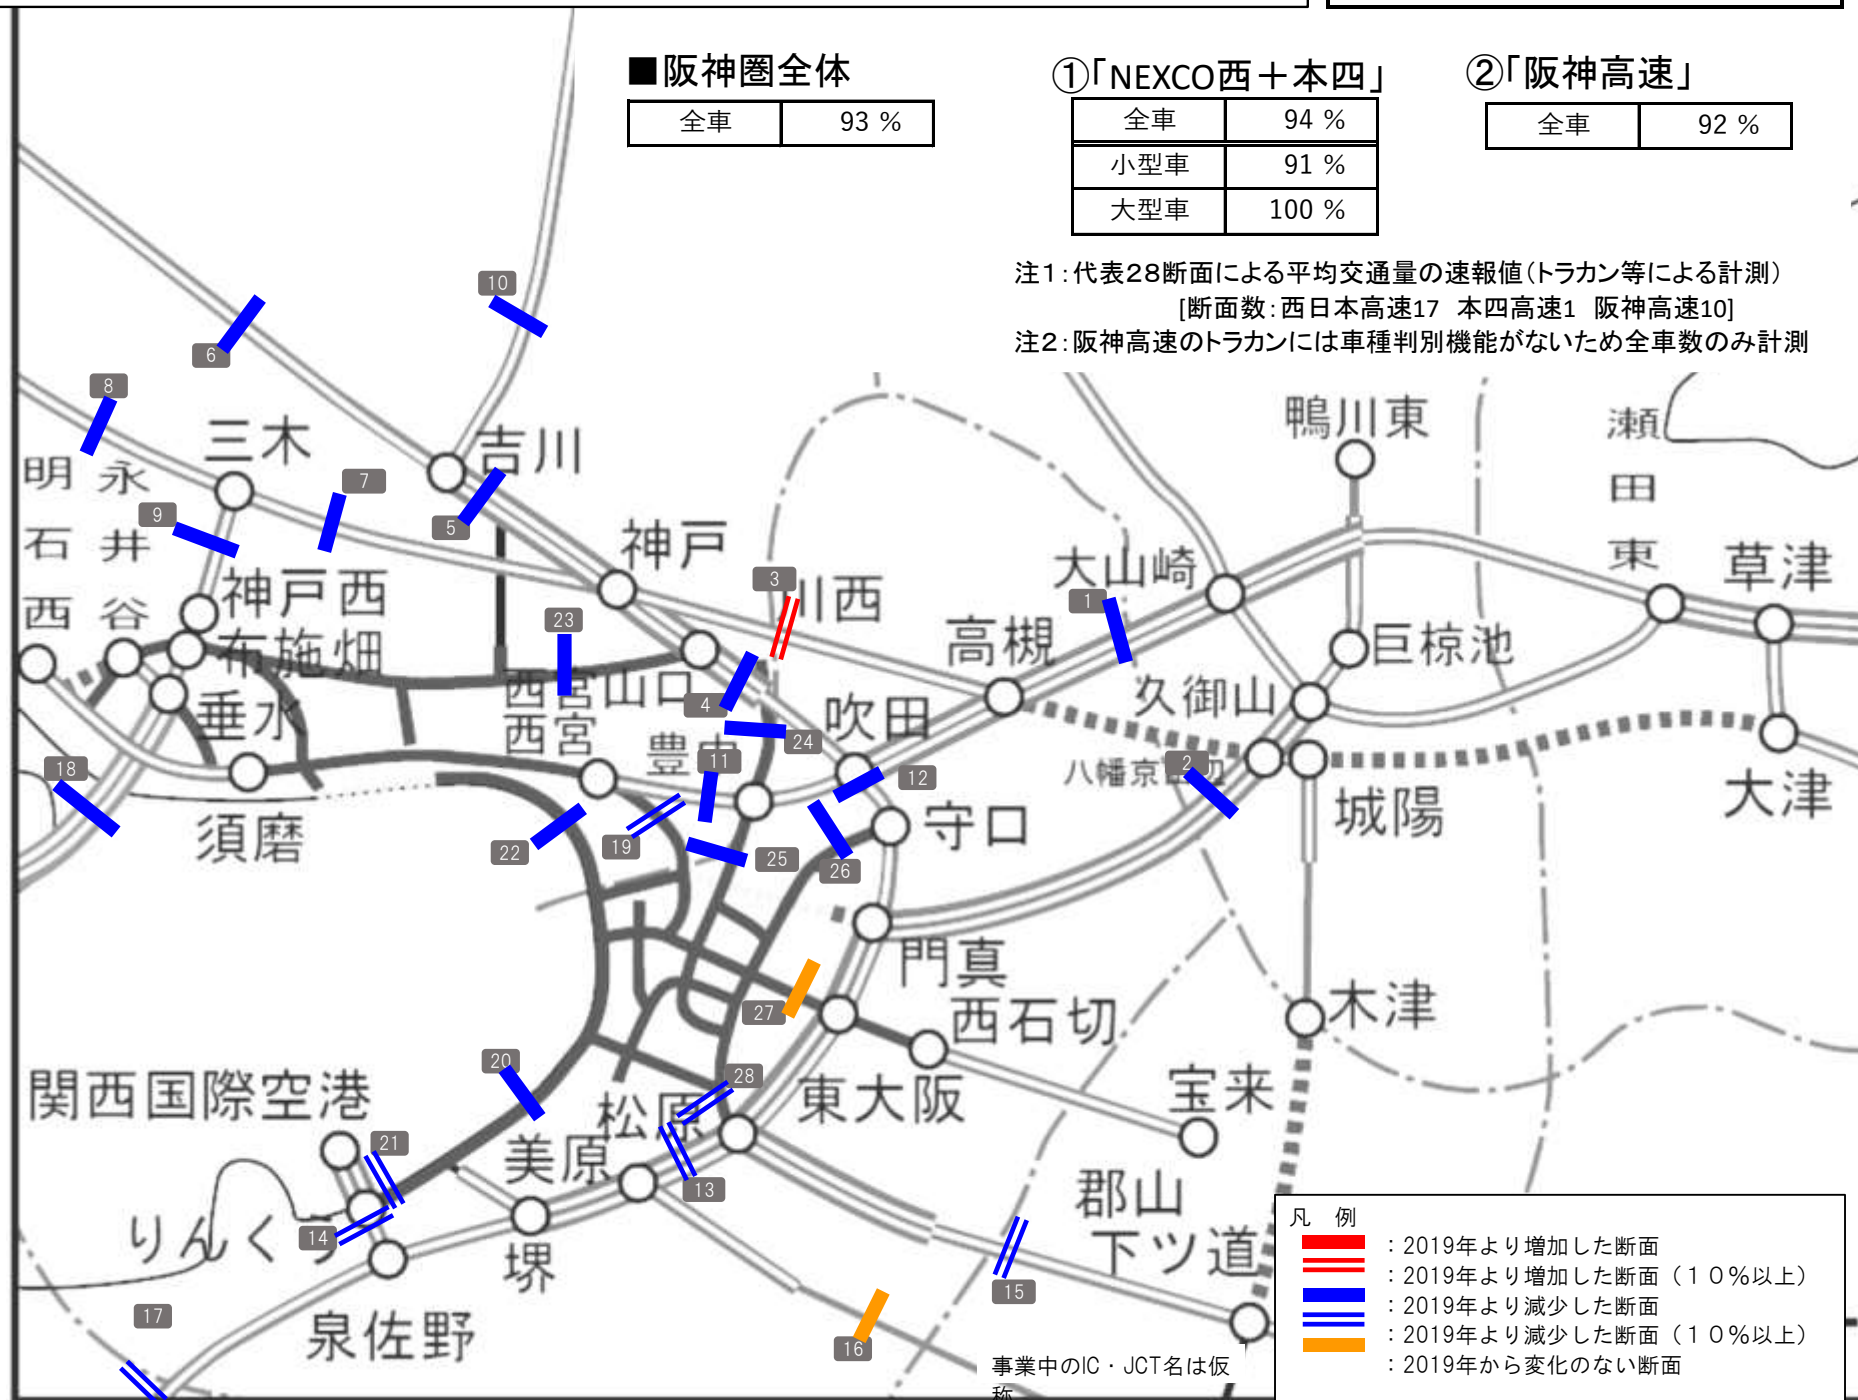 ■阪神圏全体
全車 93 %
①「NEXCO西＋本四」
全車 94 %
小型車 91 %
大型車 100 %
②「阪神高速」
全車 92 %
注1：代表28断面による平均交通量の速報値（トラカン等による計測）
[断面数：西日本高速17 本四高速1 阪神高速10]
注2：阪神高速のトラカンには車種判別機能がないため全車数のみ計測
10
6
8
三木
吉川
鴨川東
瀬田東
明石西
永井谷
7
9
5
神戸
3
川西
大山崎
草津
神戸西
布施畑
23
1
高槻
巨椋池
西宮山口
西宮
4
久御山
垂水
吹田
24
豊中
11
12
八幡京田辺
2
18
大津
城陽
須磨
22
19
25
26
守口
門真
27
西石切
木津
20
28
関西国際空港
松原
東大阪
宝来
21
美原
13
郡山
下ツ道
りんくう
14
堺
15
17
泉佐野
16
事業中のIC・JCT名は仮
称
凡 例
：2019年より増加した断面
：2019年より増加した断面（１０％以上）
：2019年より減少した断面
：2019年より減少した断面（１０％以上）
：2019年から変化のない断面